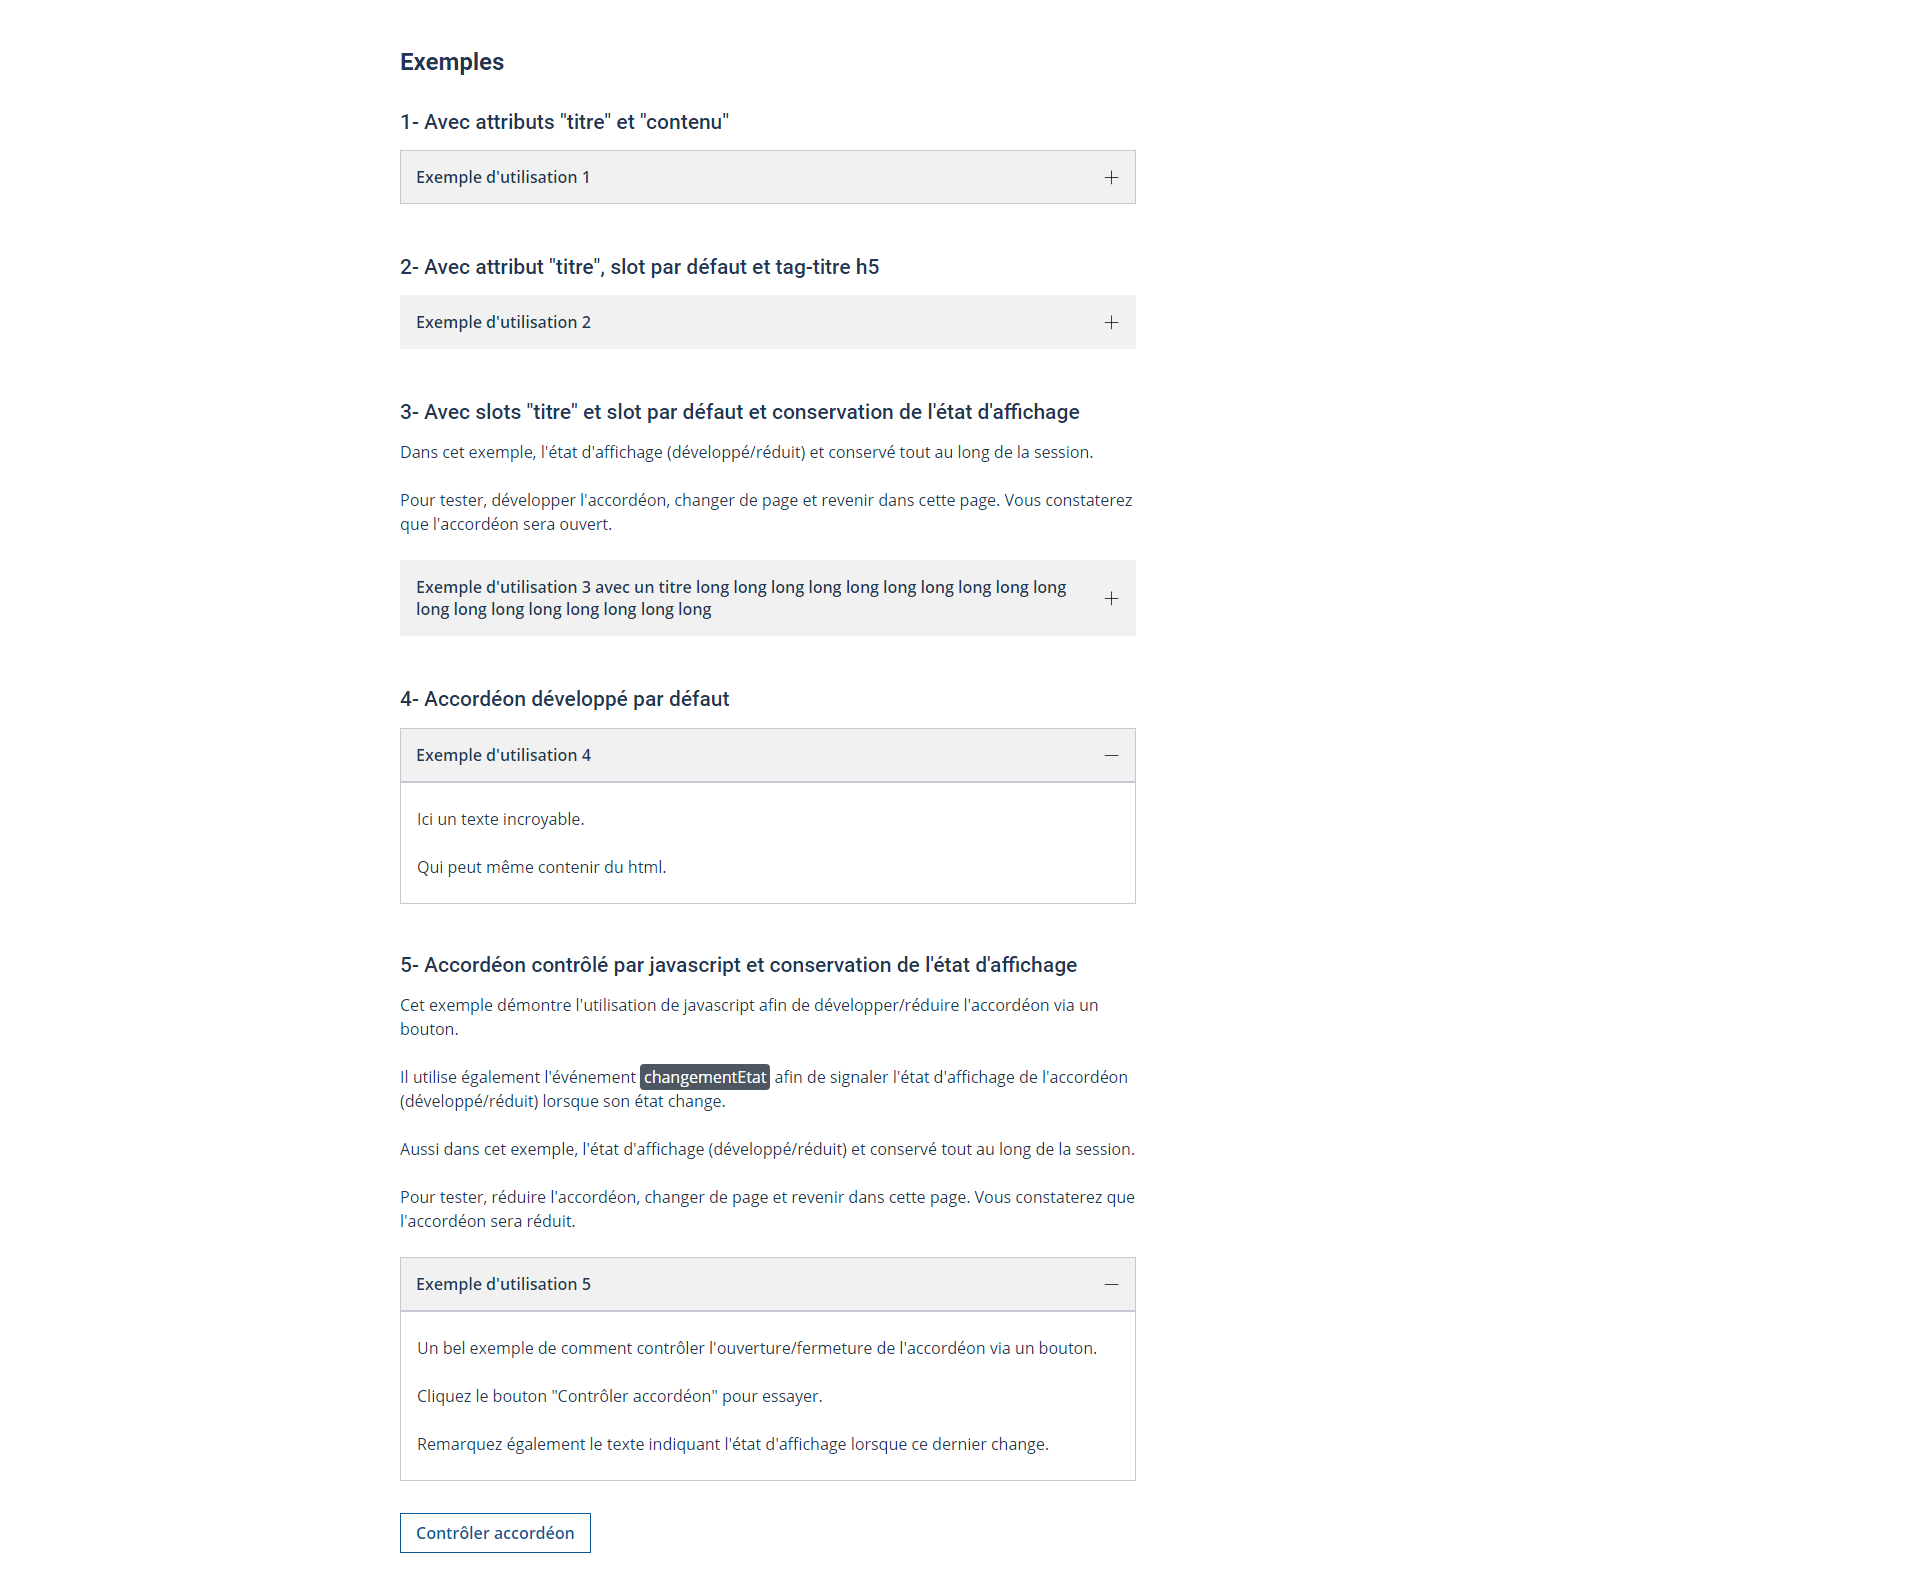 Exemples
1- Avec attributs "titre" et "contenu"
Exemple d'utilisation 1
2- Avec attribut "titre", slot par défaut et tag-titre h5
Exemple d'utilisation 2
3- Avec slots "titre" et slot par défaut et conservation de l'état d'affichage
Dans cet exemple, l'état d'affichage (développé/réduit) et conservé tout au long de la session.
Pour tester, développer l'accordéon, changer de page et revenir dans cette page. Vous constaterez
que l'accordéon sera ouvert.
Exemple d'utilisation 3 avec un titre long long long long long long long long long long
long long long long long long long long
4- Accordéon développé par défaut
Exemple d'utilisation 4
Ici un texte incroyable.
Qui peut même contenir du html.
5- Accordéon contrôlé par javascript et conservation de l'état d'affichage
Cet exemple démontre l'utilisation de javascript afin de développer/réduire l'accordéon via un
bouton.
Il utilise également l'événement changementEtat afin de signaler l'état d'affichage de l'accordéon
(développé/réduit) lorsque son état change.
Aussi dans cet exemple, l'état d'affichage (développé/réduit) et conservé tout au long de la session.
Pour tester, réduire l'accordéon, changer de page et revenir dans cette page. Vous constaterez que
l'accordéon sera réduit.
Exemple d'utilisation 5
Un bel exemple de comment contrôler l'ouverture/fermeture de l'accordéon via un bouton.
Cliquez le bouton "Contrôler accordéon" pour essayer.
Remarquez également le texte indiquant l'état d'affichage lorsque ce dernier change.
Contrôler accordéon